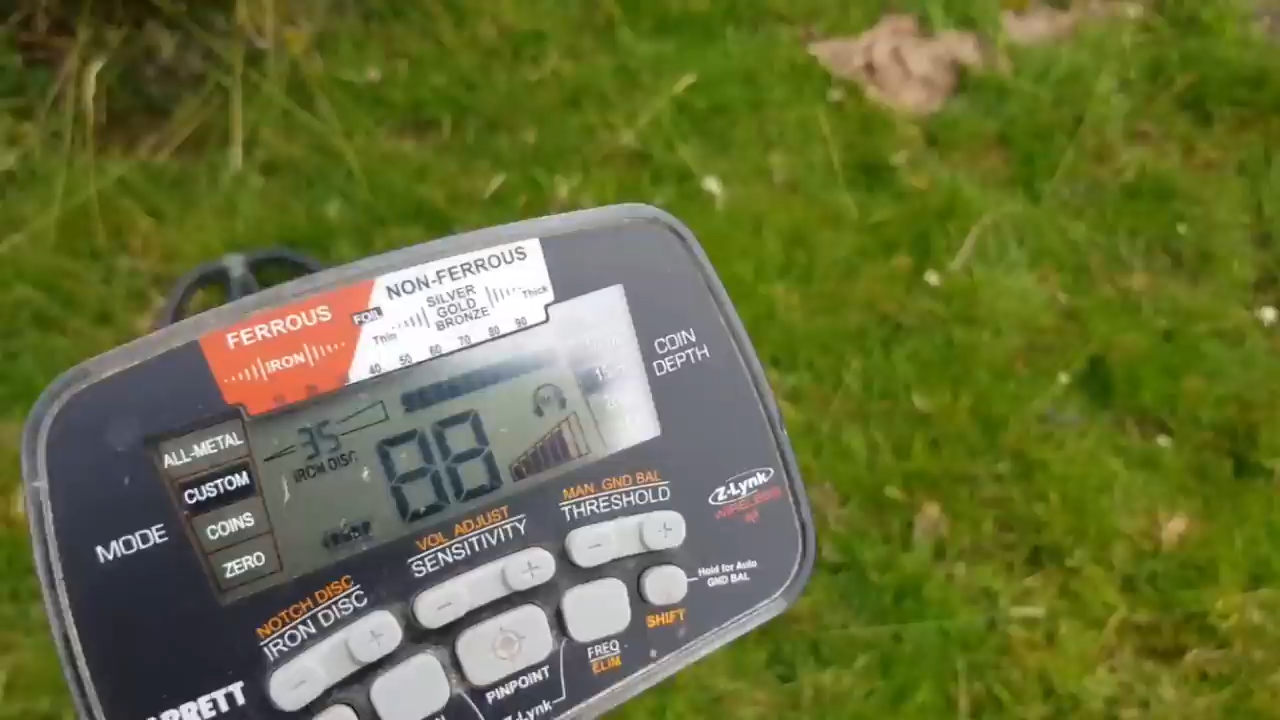 NON-FERROUS
FERROUS
FOIL
SILVER
GOLD
BRONZE
Thin
Thick
IRON
40 50 60 70 80 90
COIN
DEPTH
ALL-METAL
CUSTOM
COINS
ZERO
MODE
35
IRON DISC
88
MAN. GND BAL
THRESHOLD
Z-Lynk
WIRELESS
VOL ADJUST
SENSITIVITY
NOTCH DISC
IRON DISC
Hold for Auto
GND BAL
SHIFT
FREQ
ELIM
PINPOINT
Z-Lynk